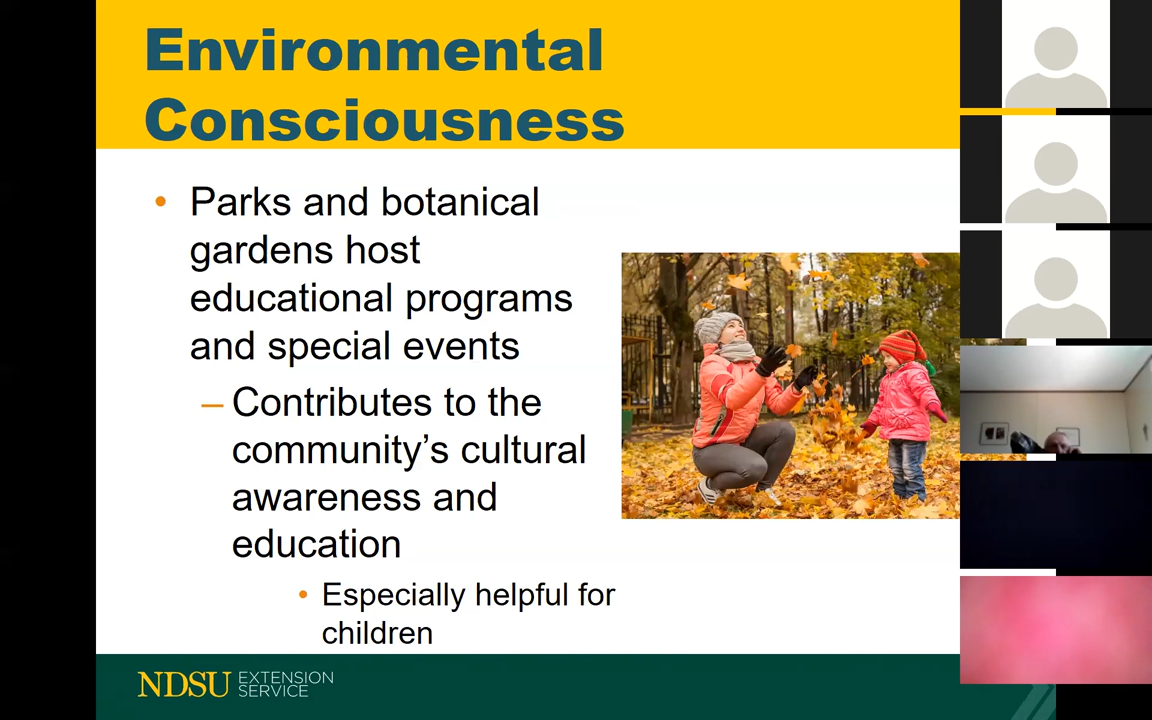 Environmental
Consciousness
• Parks and botanical
gardens host
educational programs
and special events
– Contributes to the
community’s cultural
awareness and
education
• Especially helpful for
children
NDSU EXTENSION
SERVICE